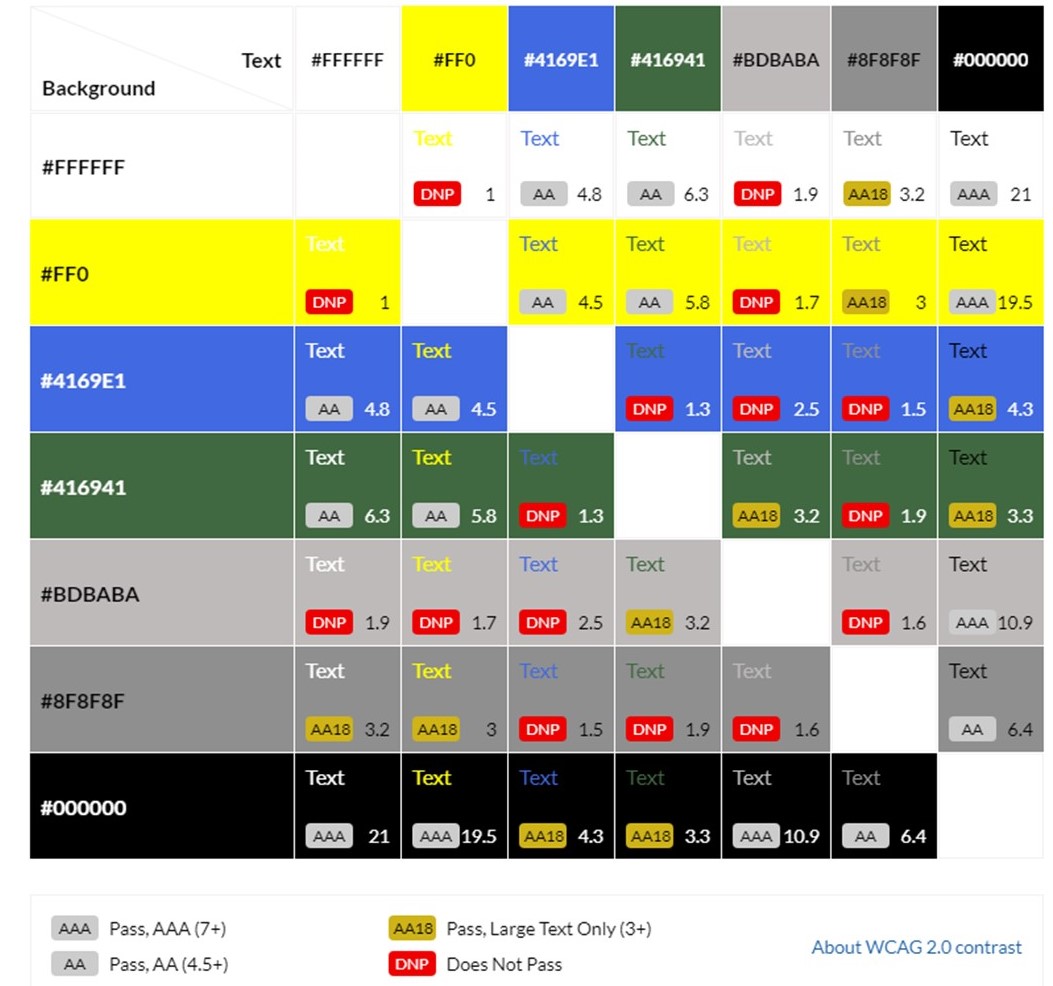 Text #FFFFFF #FF0 #4169E1 #416941 #BDBABA #8F8F8F #000000
Background
Text Text Text Text Text Text
#FFFFFF
DNP 1 AA 4.8 AA 6.3 DNP 1.9 AA18 3.2 AAA 21
Text Text Text Text Text Text
#FF0
DNP 1 AA 4.5 AA 5.8 DNP 1.7 AA18 3 AAA 19.5
Text Text Text Text Text Text
#4169E1
AA 4.8 AA 4.5 DNP 1.3 DNP 2.5 DNP 1.5 AA18 4.3
Text Text Text Text Text Text
#416941
AA 6.3 AA 5.8 DNP 1.3 AA18 3.2 DNP 1.9 AA18 3.3
Text Text Text Text Text Text
#BDBABA
DNP 1.9 DNP 1.7 DNP 2.5 AA18 3.2 DNP 1.6 AAA 10.9
Text Text Text Text Text Text
#8F8F8F
AA18 3.2 AA18 3 DNP 1.5 DNP 1.9 DNP 1.6 AA 6.4
Text Text Text Text Text Text
#000000
AAA 21 AAA 19.5 AA18 4.3 AA18 3.3 AAA 10.9 AA 6.4
AAA Pass, AAA (7+) AA18 Pass, Large Text Only (3+)
About WCAG 2.0 contrast
AA Pass, AA (4.5+) DNP Does Not Pass